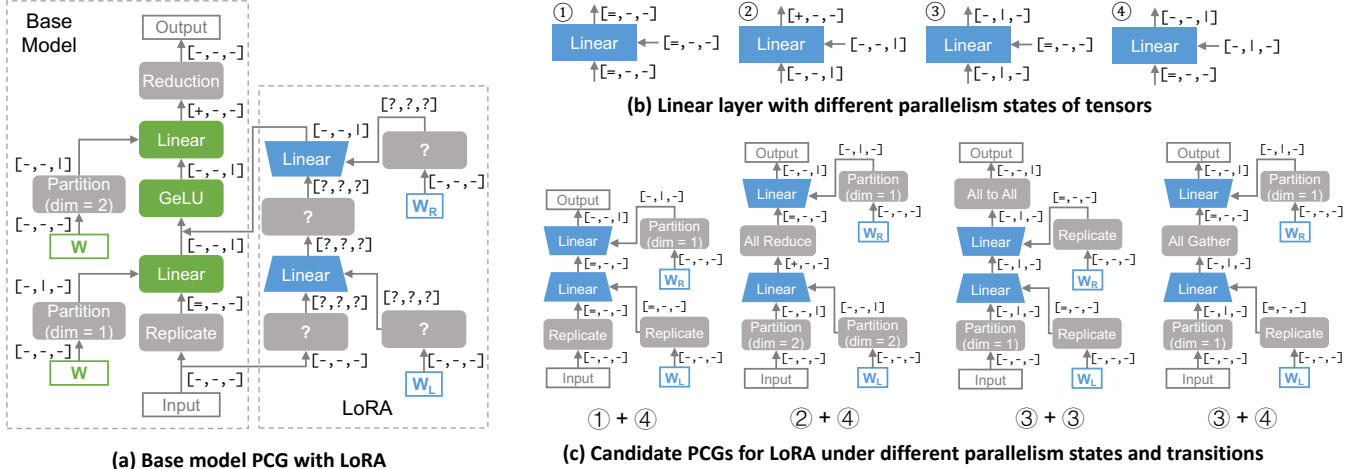 Base
Model
Output
[-,-,-]
Reduction
[+,-,-]
[-,-,|]
Linear
[-,-,|]
Partition
(dim = 2)
GeLU
[-,-,-]
W
[-,-,|]
[-,|,-]
Linear
Partition
(dim = 1)
[=,-,-]
Replicate
[-,-,-]
W
[-,-,-]
Input
[?,?,?]
[-,-,|]
Linear
?
[?,?,?]
[-,-,-]
?
W_R
[?,?,?]
Linear
[?,?,?]
[?,?,?]
?
?
[-,-,-]
[-,-,-]
W_L
LoRA
(a) Base model PCG with LoRA
① [=,-,-]
Linear
[=,-,-]
[=,-,-]
② [+,-,-]
Linear
[-,-,|]
[-,-,|]
③ [-,|,-]
Linear
[=,-,-]
[-,|,-]
④ [-,-,|]
Linear
[-,|,-]
[=,-,-]
(b) Linear layer with different parallelism states of tensors
Output
[-,-,|]
[-,|,-]
Linear
Partition
(dim = 1)
[=,-,-]
[-,-,-]
W_R
Linear
[=,-,-]
[=,-,-]
Replicate
Replicate
[-,-,-]
[-,-,-]
Input
W_L
① + ④
Output
[-,-,|]
[-,|,-]
Linear
Partition
(dim = 1)
[=,-,-]
[-,-,-]
All Reduce
W_R
[+,-,-]
Linear
[-,-,|]
[-,-,|]
Partition
(dim = 2)
Partition
(dim = 2)
[-,-,-]
[-,-,-]
Input
W_L
② + ④
Output
[-,-,|]
All to All
[-,|,-]
[=,-,-]
Linear
Replicate
[-,|,-]
[-,-,-]
W_R
Linear
[-,|,-]
[=,-,-]
Partition
(dim = 1)
Replicate
[-,-,-]
[-,-,-]
Input
W_L
③ + ③
Output
[-,-,|]
[-,|,-]
Linear
Partition
(dim = 1)
[=,-,-]
[-,-,-]
All Gather
W_R
[-,|,-]
Linear
[-,|,-]
[=,-,-]
Partition
(dim = 1)
Replicate
[-,-,-]
[-,-,-]
Input
W_L
③ + ④
(c) Candidate PCGs for LoRA under different parallelism states and transitions